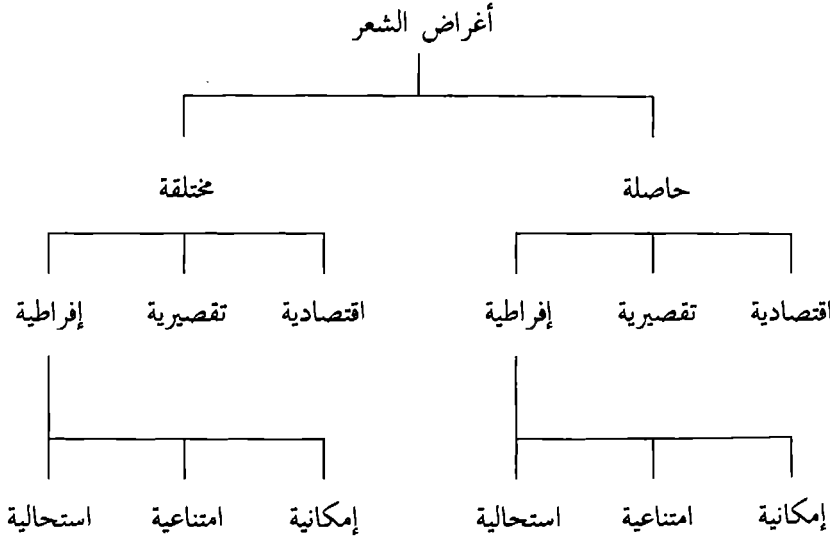 أغراض الشعر
حاصلة مختلقة
اقتصادية تقصيرية إفراطية اقتصادية تقصيرية إفراطية
إمكانية امتناعية استحالية إمكانية امتناعية استحالية